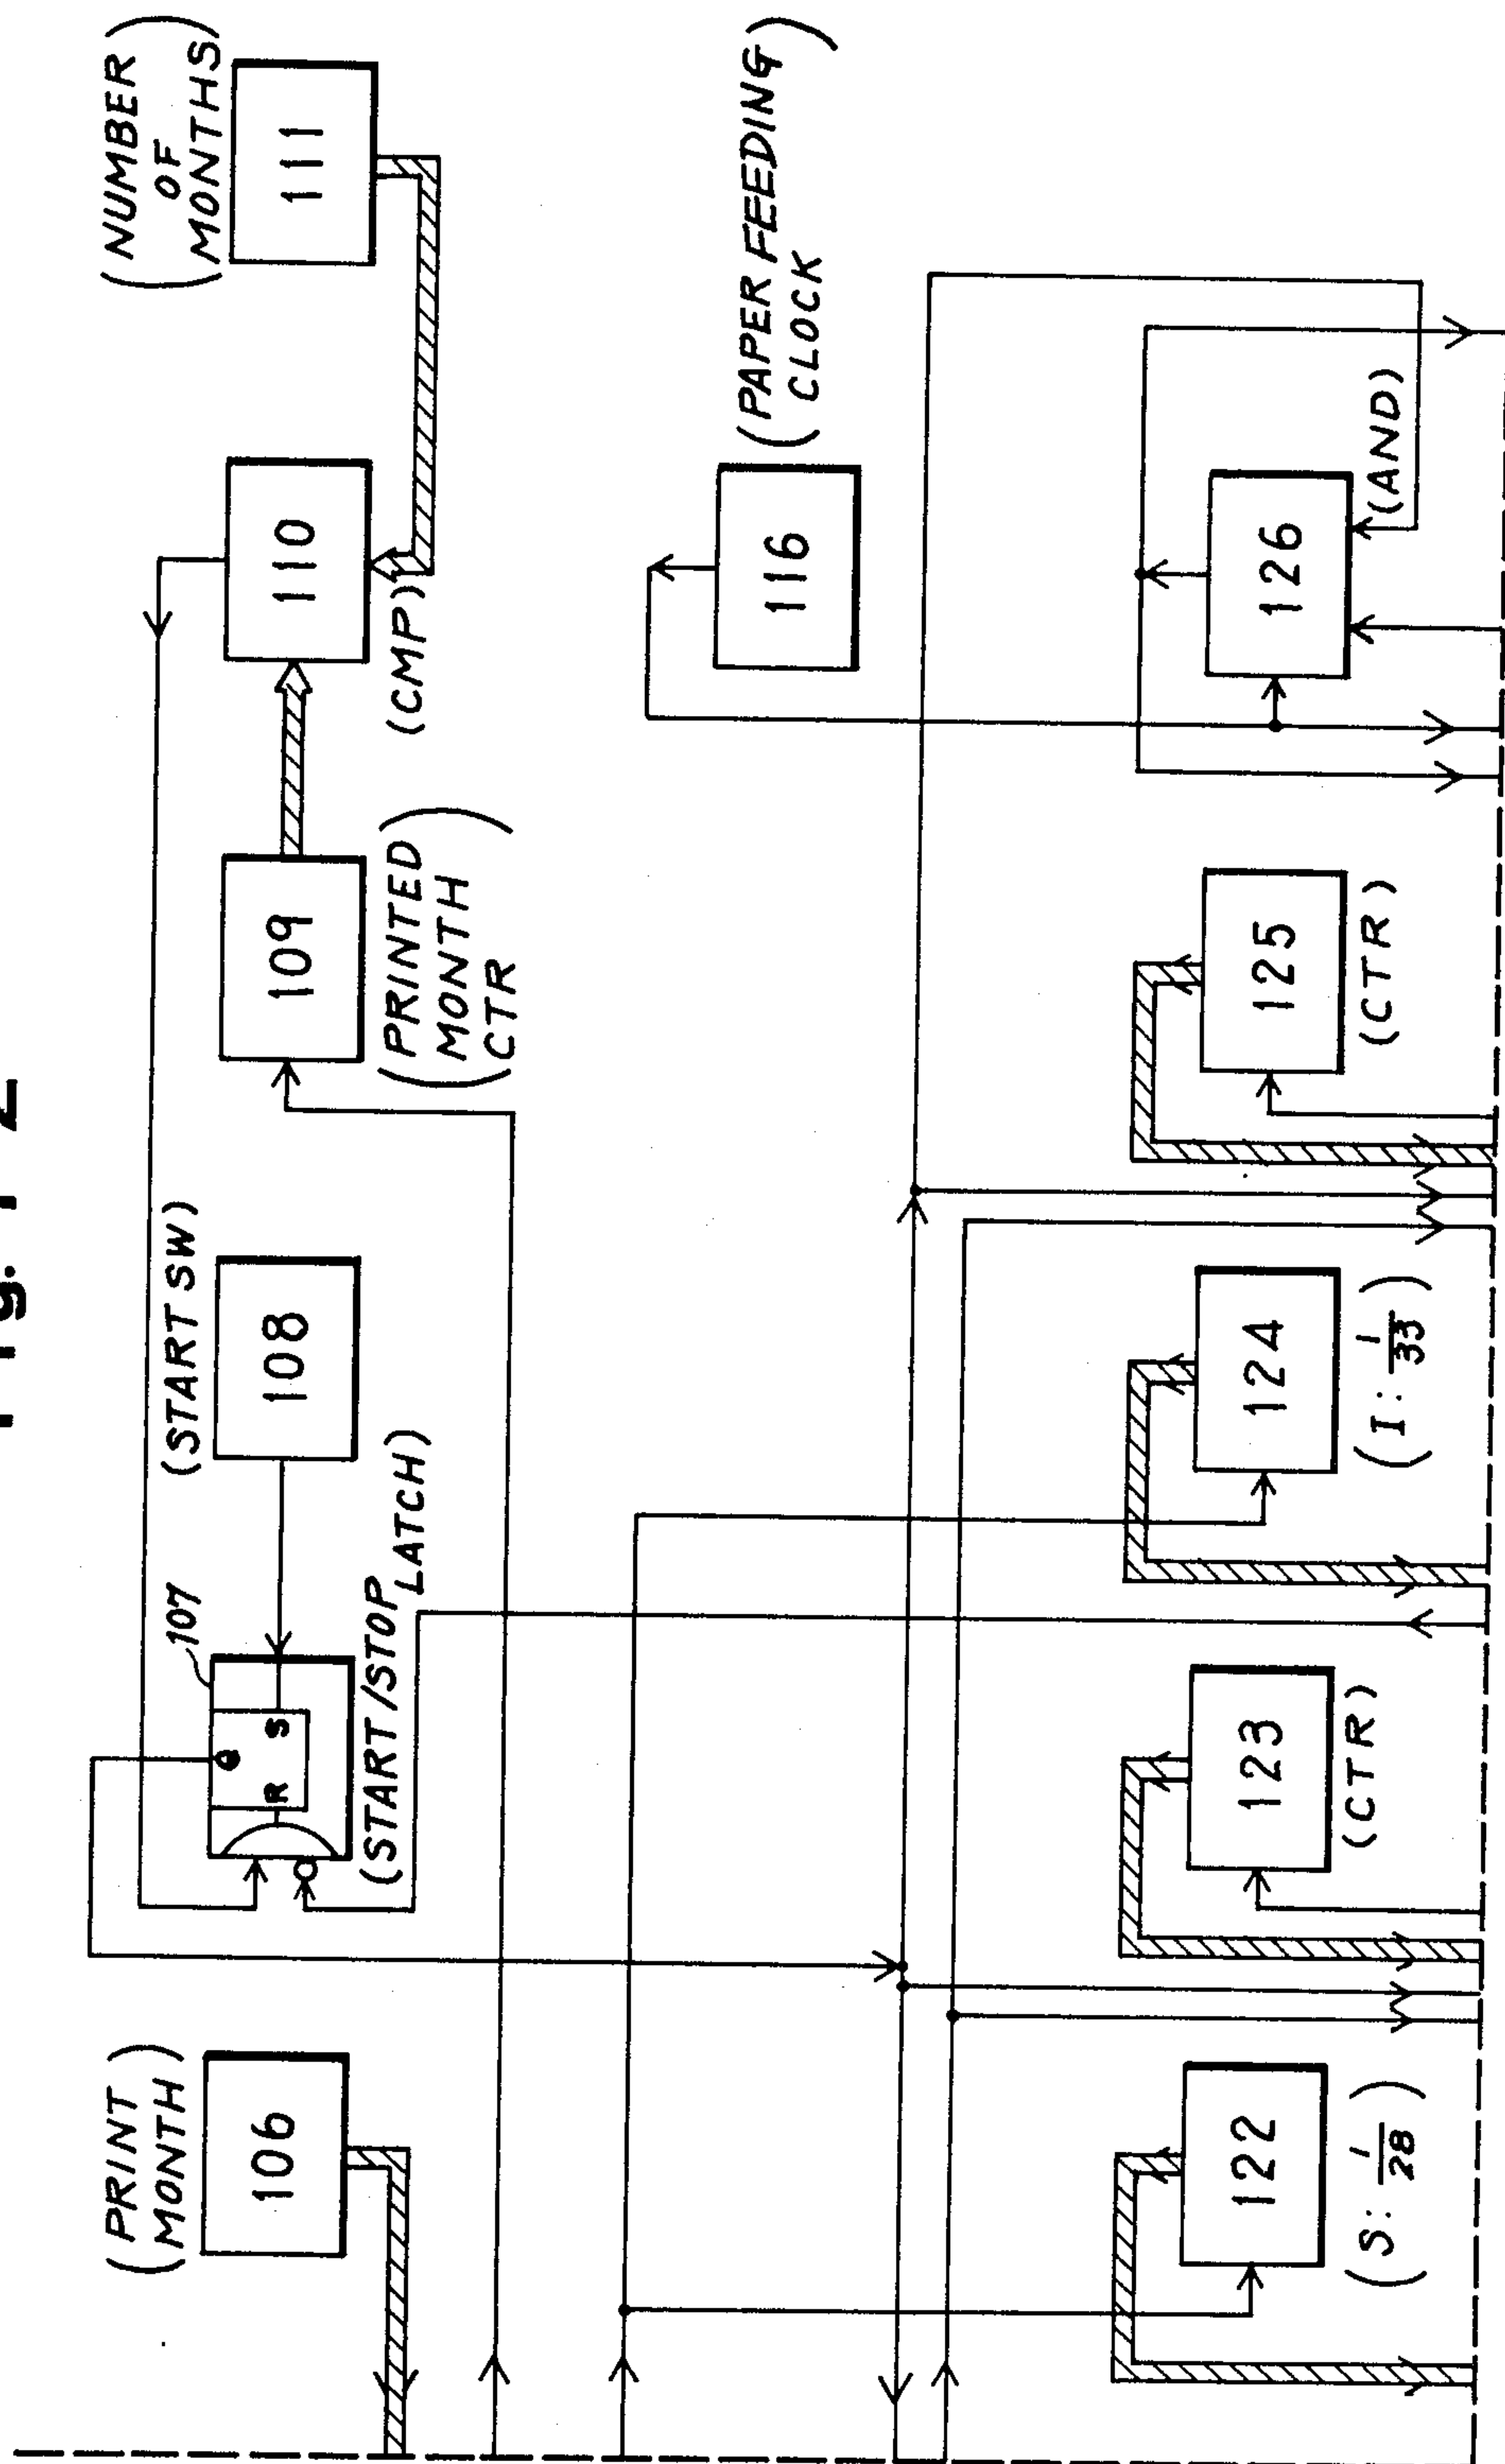 (PRINT
MONTH)
106
107
Q
R S
(START/STOP
LATCH)
(START SW)
108
109
(PRINTED
MONTH
CTR)
110
(CMP)
(NUMBER
OF
MONTHS)
111
116
(PAPER FEEDING
CLOCK)
122
(S: 1/28)
123
(CTR)
124
(I: 1/33)
125
(CTR)
126
(AND)